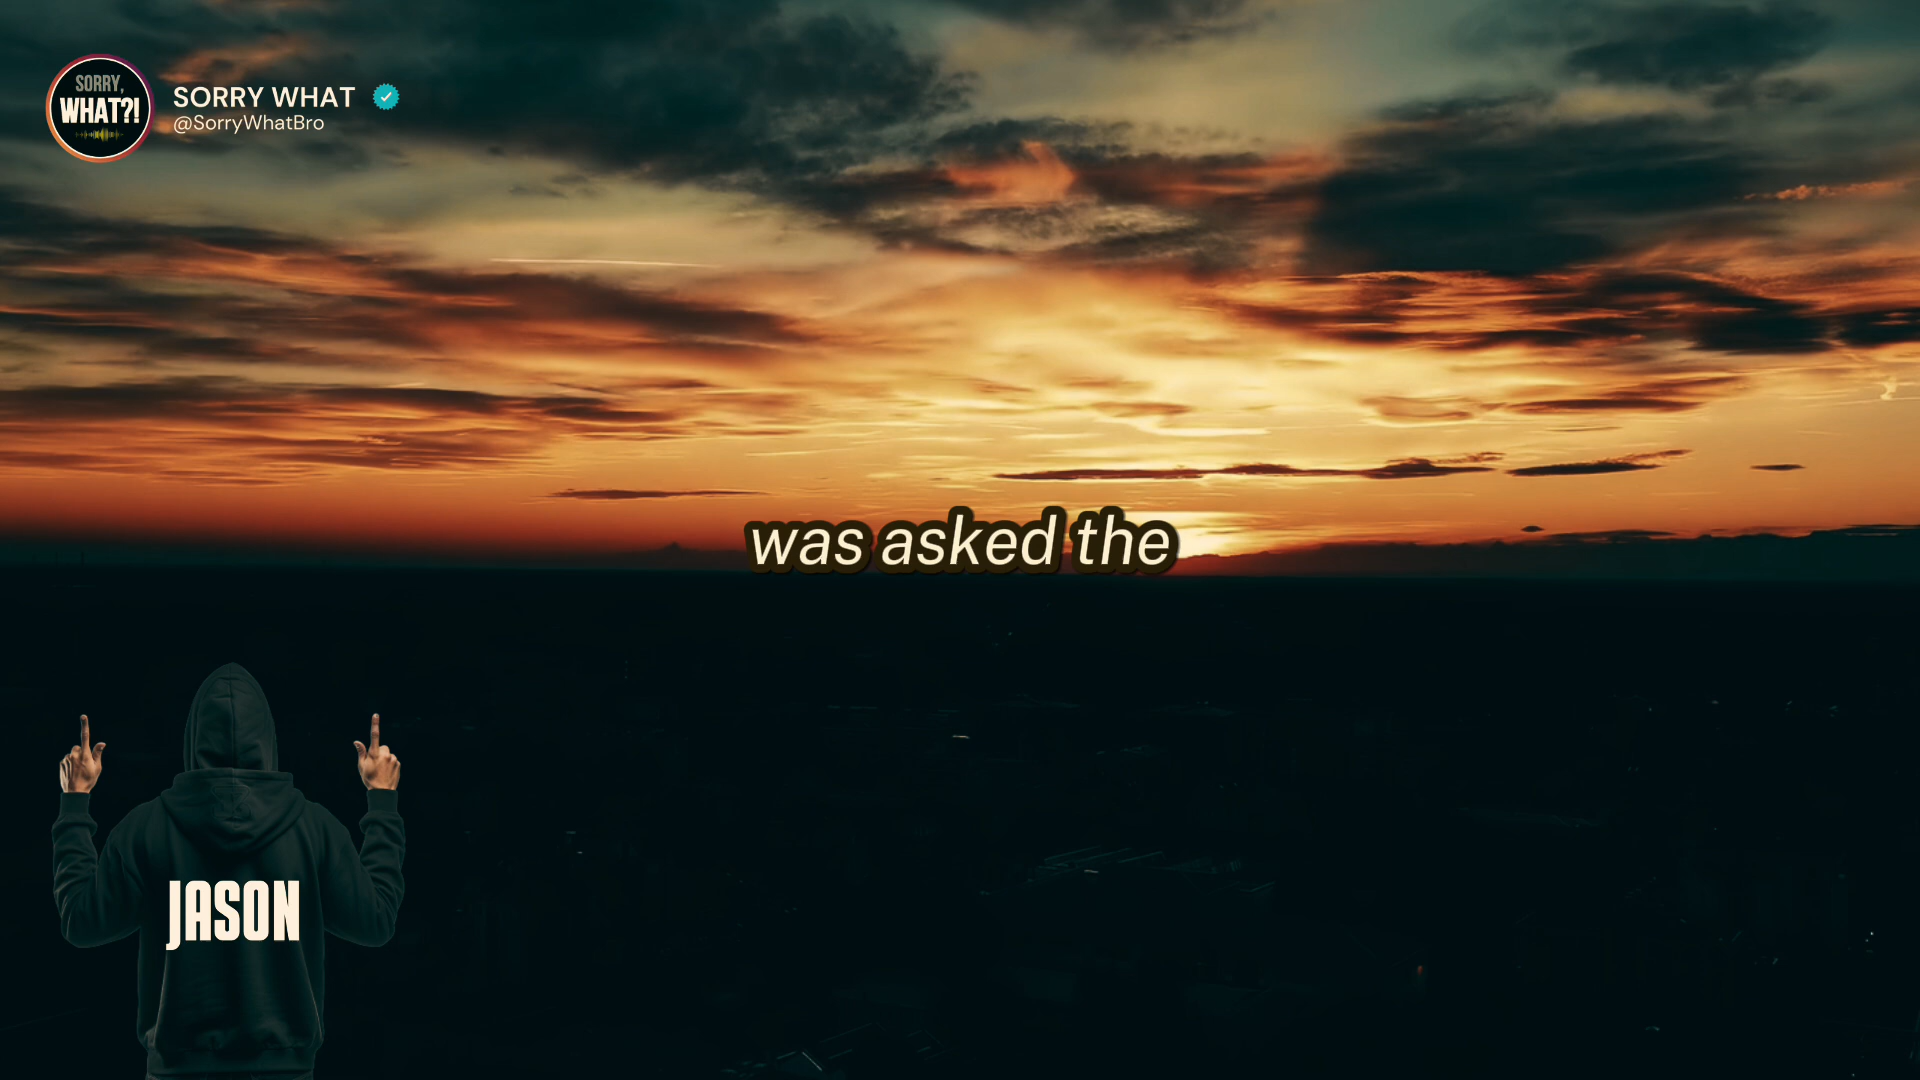 SORRY,
WHAT?!
SORRY WHAT
@SorryWhatBro
was asked the
JASON